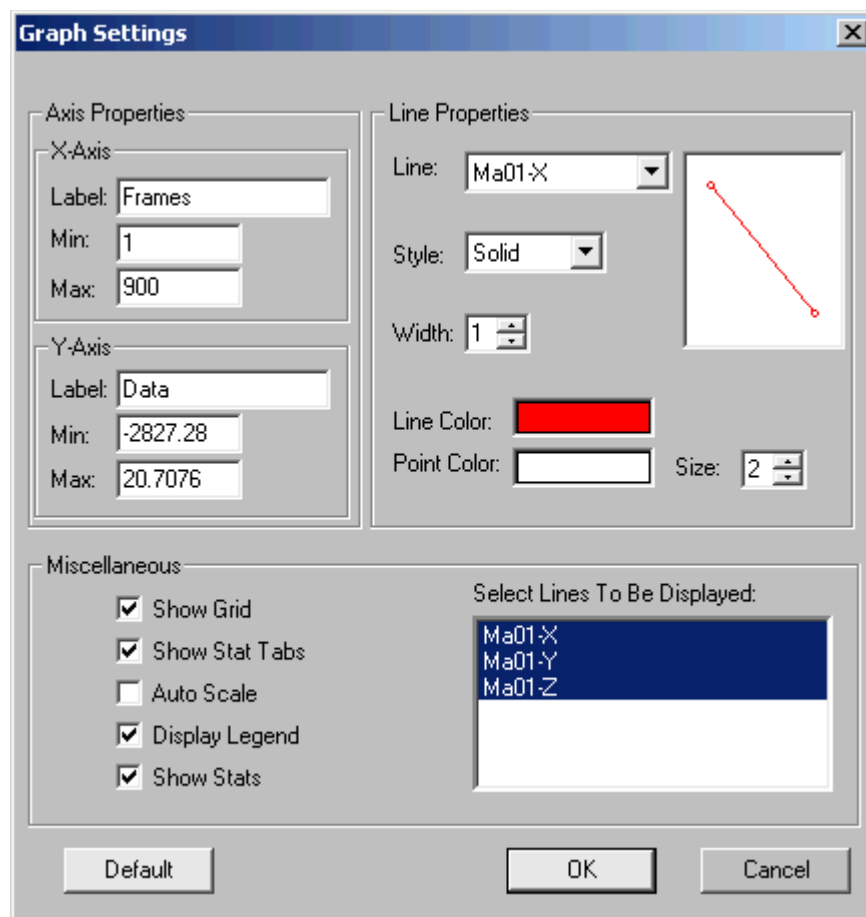 Graph Settings
Axis Properties
X-Axis
Label: Frames
Min: 1
Max: 900
Y-Axis
Label: Data
Min: -2827.28
Max: 20.7076
Line Properties
Line: Ma01-X
Style: Solid
Width: 1
Line Color:
Point Color:
Size: 2
Miscellaneous
Show Grid
Show Stat Tabs
Auto Scale
Display Legend
Show Stats
Select Lines To Be Displayed:
Ma01-X
Ma01-Y
Ma01-Z
Default
OK
Cancel